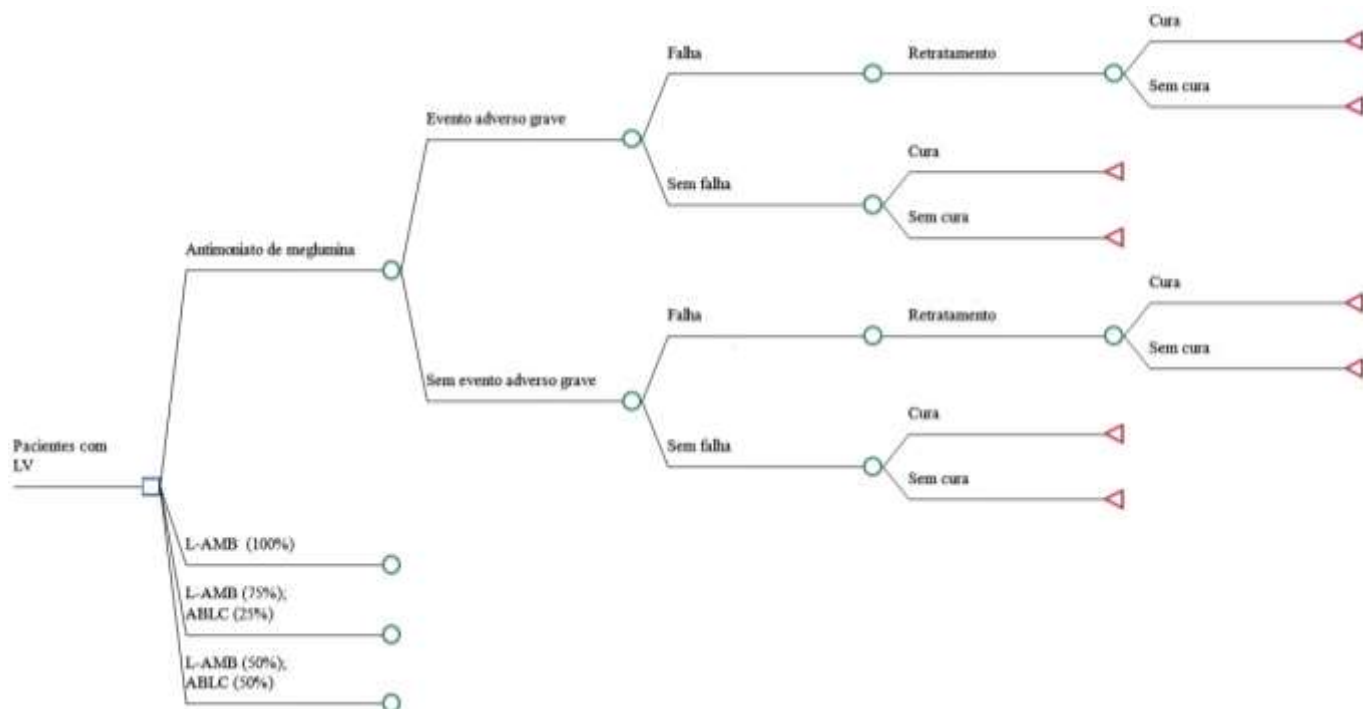 Cura
Falha
Retratamento
Sem cura
Evento adverso grave
Cura
Sem falha
Sem cura
Antimoniato de meglumina
Cura
Falha
Retratamento
Sem cura
Sem evento adverso grave
Cura
Pacientes com
LV
Sem falha
Sem cura
L-AMB (100%)
L-AMB (75%);
ABLC (25%)
L-AMB (50%);
ABLC (50%)